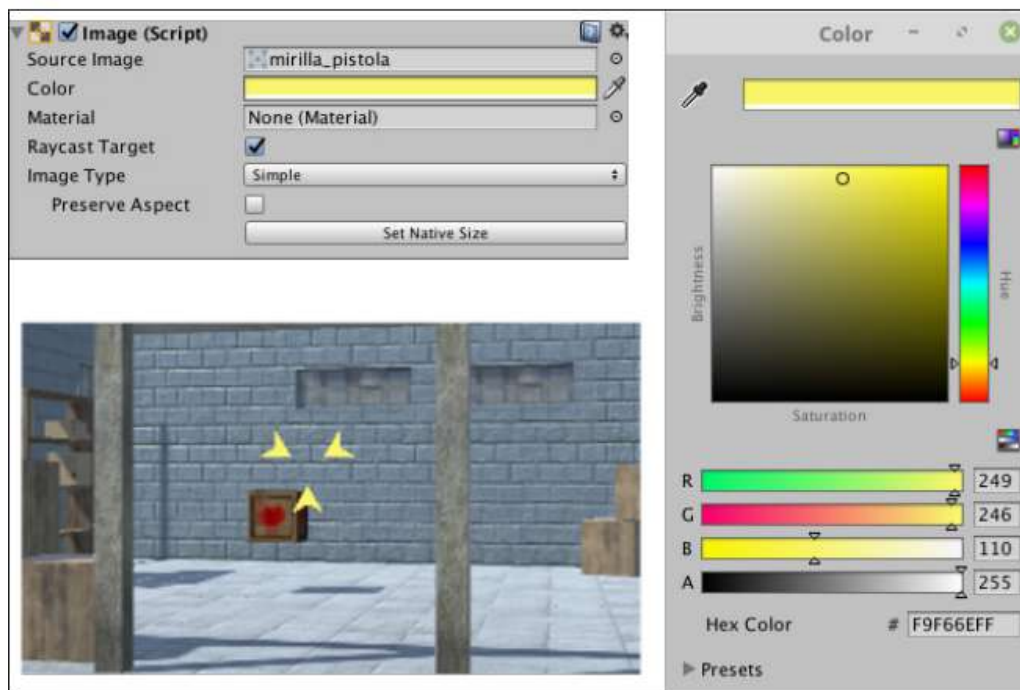 Image (Script)
Source Image mirilla_pistola
Color
Material None (Material)
Raycast Target
Image Type Simple
Preserve Aspect
Set Native Size
Color
Brightness
Hue
Saturation
R 249
G 246
B 110
A 255
Hex Color # F9F66EFF
Presets